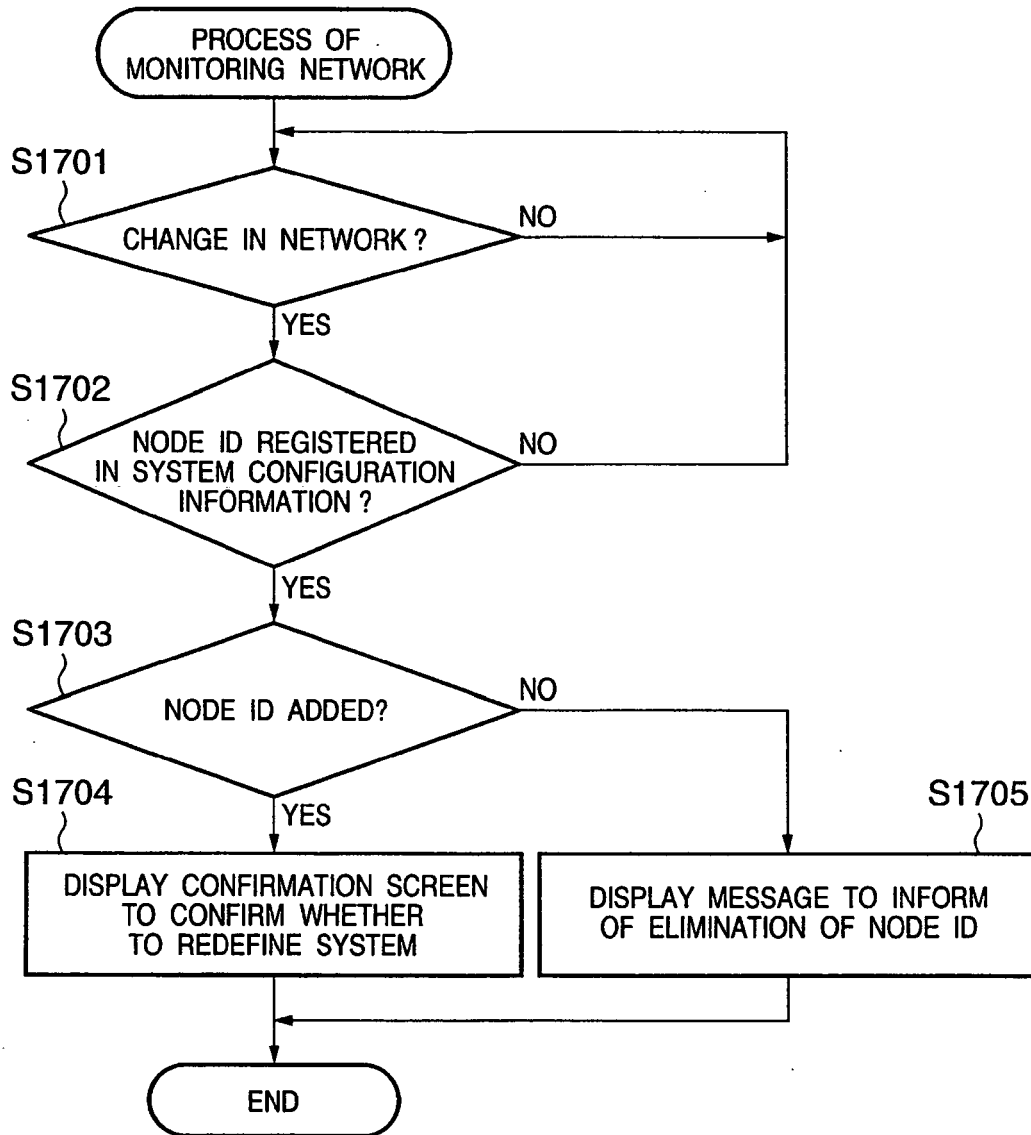 PROCESS OF
MONITORING NETWORK
S1701
CHANGE IN NETWORK?
NO
YES
S1702
NODE ID REGISTERED
IN SYSTEM CONFIGURATION
INFORMATION?
NO
YES
S1703
NODE ID ADDED?
NO
YES
S1704
DISPLAY CONFIRMATION SCREEN
TO CONFIRM WHETHER
TO REDEFINE SYSTEM
S1705
DISPLAY MESSAGE TO INFORM
OF ELIMINATION OF NODE ID
END